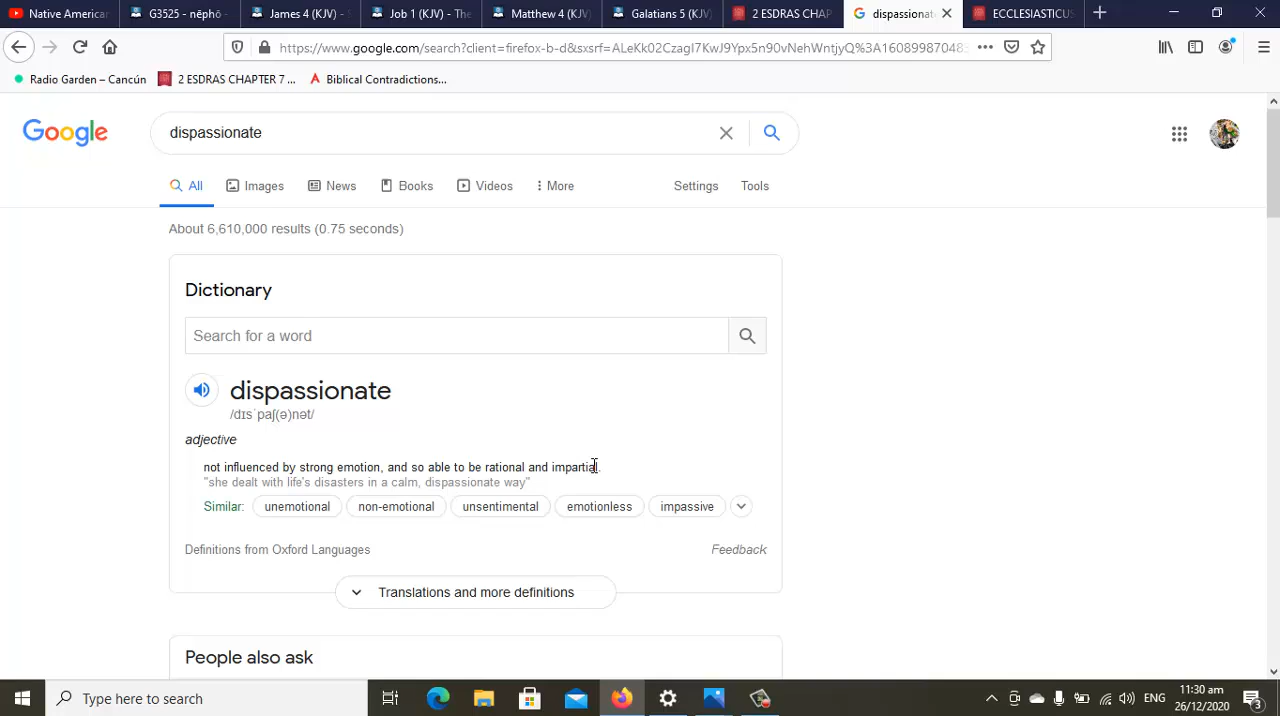 Native American
G3525 - nēphō -
James 4 (KJV) -
Job 1 (KJV) - The
Matthew 4 (KJV)
Galatians 5 (KJV)
2 ESDRAS CHAP
dispassionate
ECCLESIASTICUS
https://www.google.com/search?client=firefox-b-d&sxsrf=ALeKk02CzagI7KwJ9Ypx5n90vNehWntjyQ%3A160899870483
Radio Garden – Cancún
2 ESDRAS CHAPTER 7 ...
Biblical Contradictions...
Google
dispassionate
All
Images
News
Books
Videos
More
Settings
Tools
About 6,610,000 results (0.75 seconds)
Dictionary
Search for a word
dispassionate
/dɪsˈpaʃ(ə)nət/
adjective
not influenced by strong emotion, and so able to be rational and impartial.
"she dealt with life's disasters in a calm, dispassionate way"
Similar:
unemotional
non-emotional
unsentimental
emotionless
impassive
Definitions from Oxford Languages
Feedback
Translations and more definitions
People also ask
Type here to search
ENG
11:30 am
26/12/2020
3